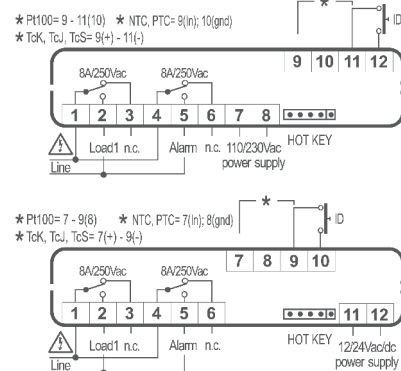 * Pt100= 9 - 11(10) * NTC, PTC= 9(In); 10(gnd)
* TcK, TcJ, TcS= 9(+) - 11(-)
*
ID
9 10 11 12
8A/250Vac 8A/250Vac
1 2 3 4 5 6 7 8
HOT KEY
Line Load1 n.c. Alarm n.c. 110/230Vac
power supply
* Pt100= 7 - 9(8) * NTC, PTC= 7(In); 8(gnd)
* TcK, TcJ, TcS= 7(+) - 9(-)
*
ID
7 8 9 10
8A/250Vac 8A/250Vac
1 2 3 4 5 6 11 12
HOT KEY
Line Load1 n.c. Alarm n.c. 12/24Vac/dc
power supply